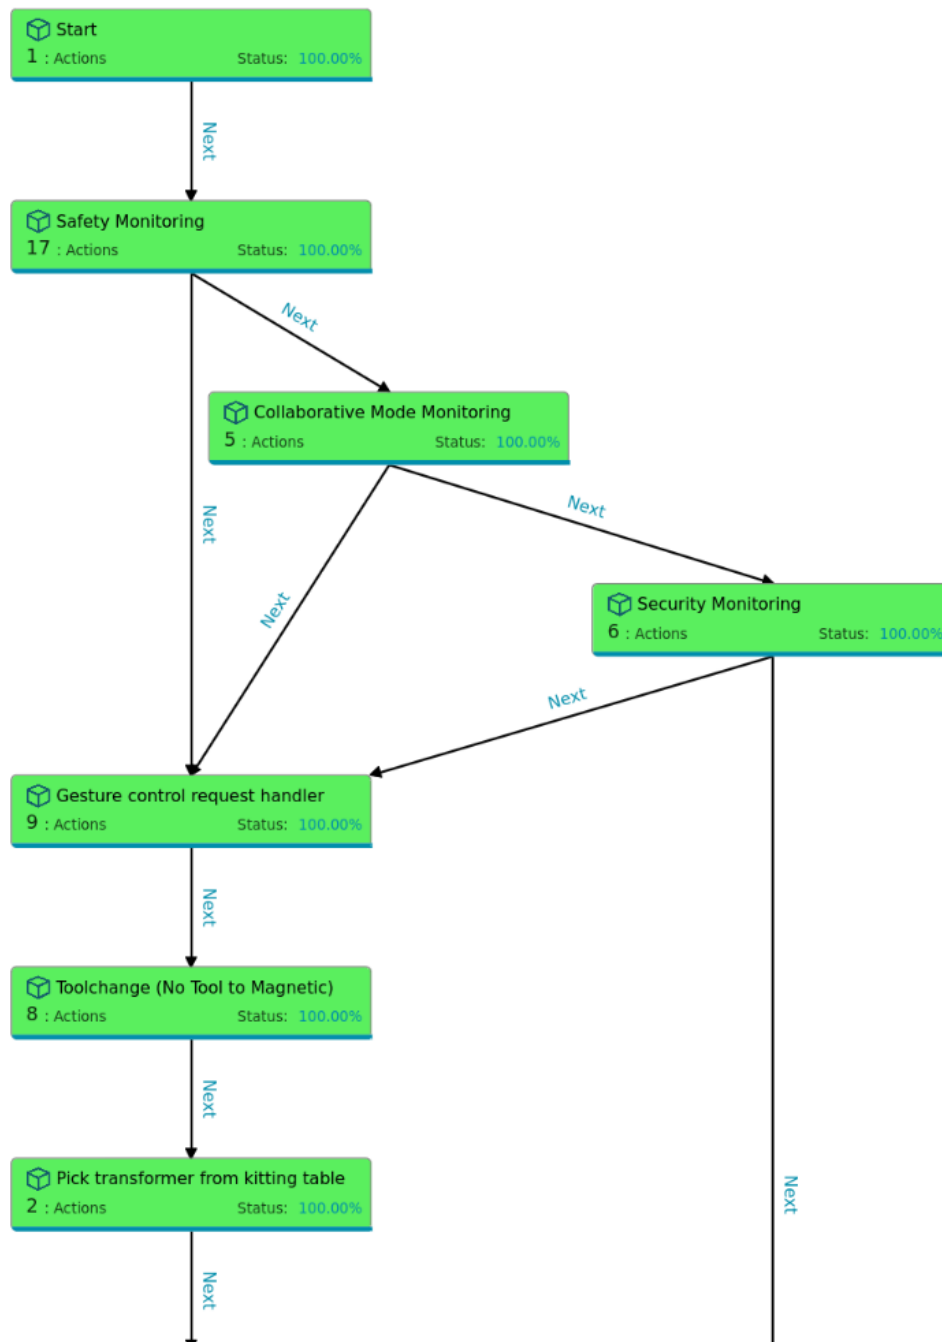 Start
1 : Actions Status: 100.00%
Next
Safety Monitoring
17 : Actions Status: 100.00%
Next
Collaborative Mode Monitoring
5 : Actions Status: 100.00%
Next
Next
Next
Security Monitoring
6 : Actions Status: 100.00%
Next
Gesture control request handler
9 : Actions Status: 100.00%
Next
Toolchange (No Tool to Magnetic)
8 : Actions Status: 100.00%
Next
Pick transformer from kitting table
2 : Actions Status: 100.00%
Next
Next